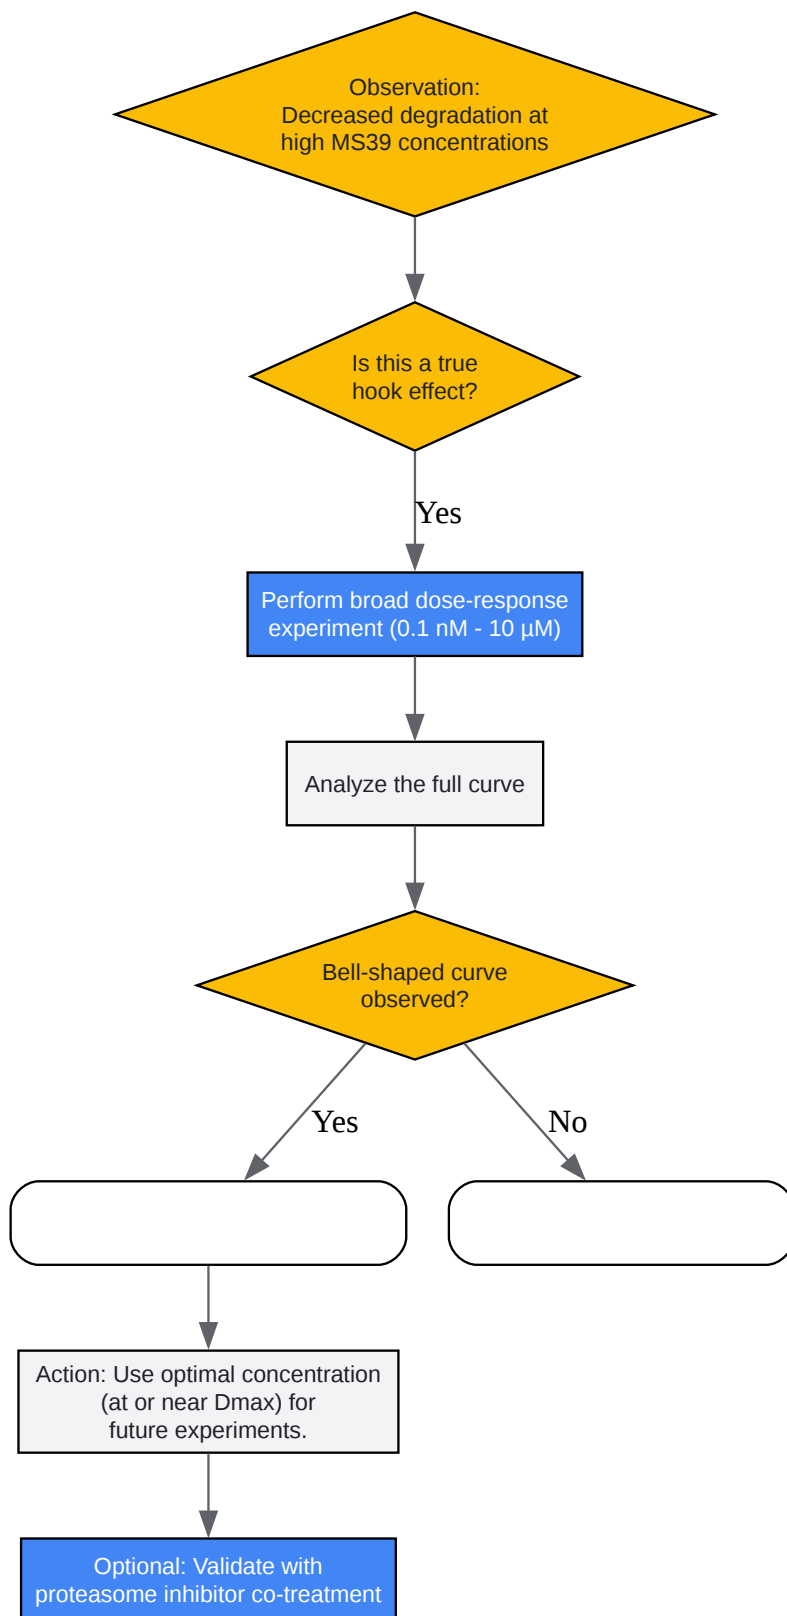 Observation:
Decreased degradation at
high MS39 concentrations
Is this a true
hook effect?
Yes
Perform broad dose-response
experiment (0.1 nM - 10 µM)
Analyze the full curve
Bell-shaped curve
observed?
Yes
No
Action: Use optimal concentration
(at or near Dmax) for
future experiments.
Optional: Validate with
proteasome inhibitor co-treatment